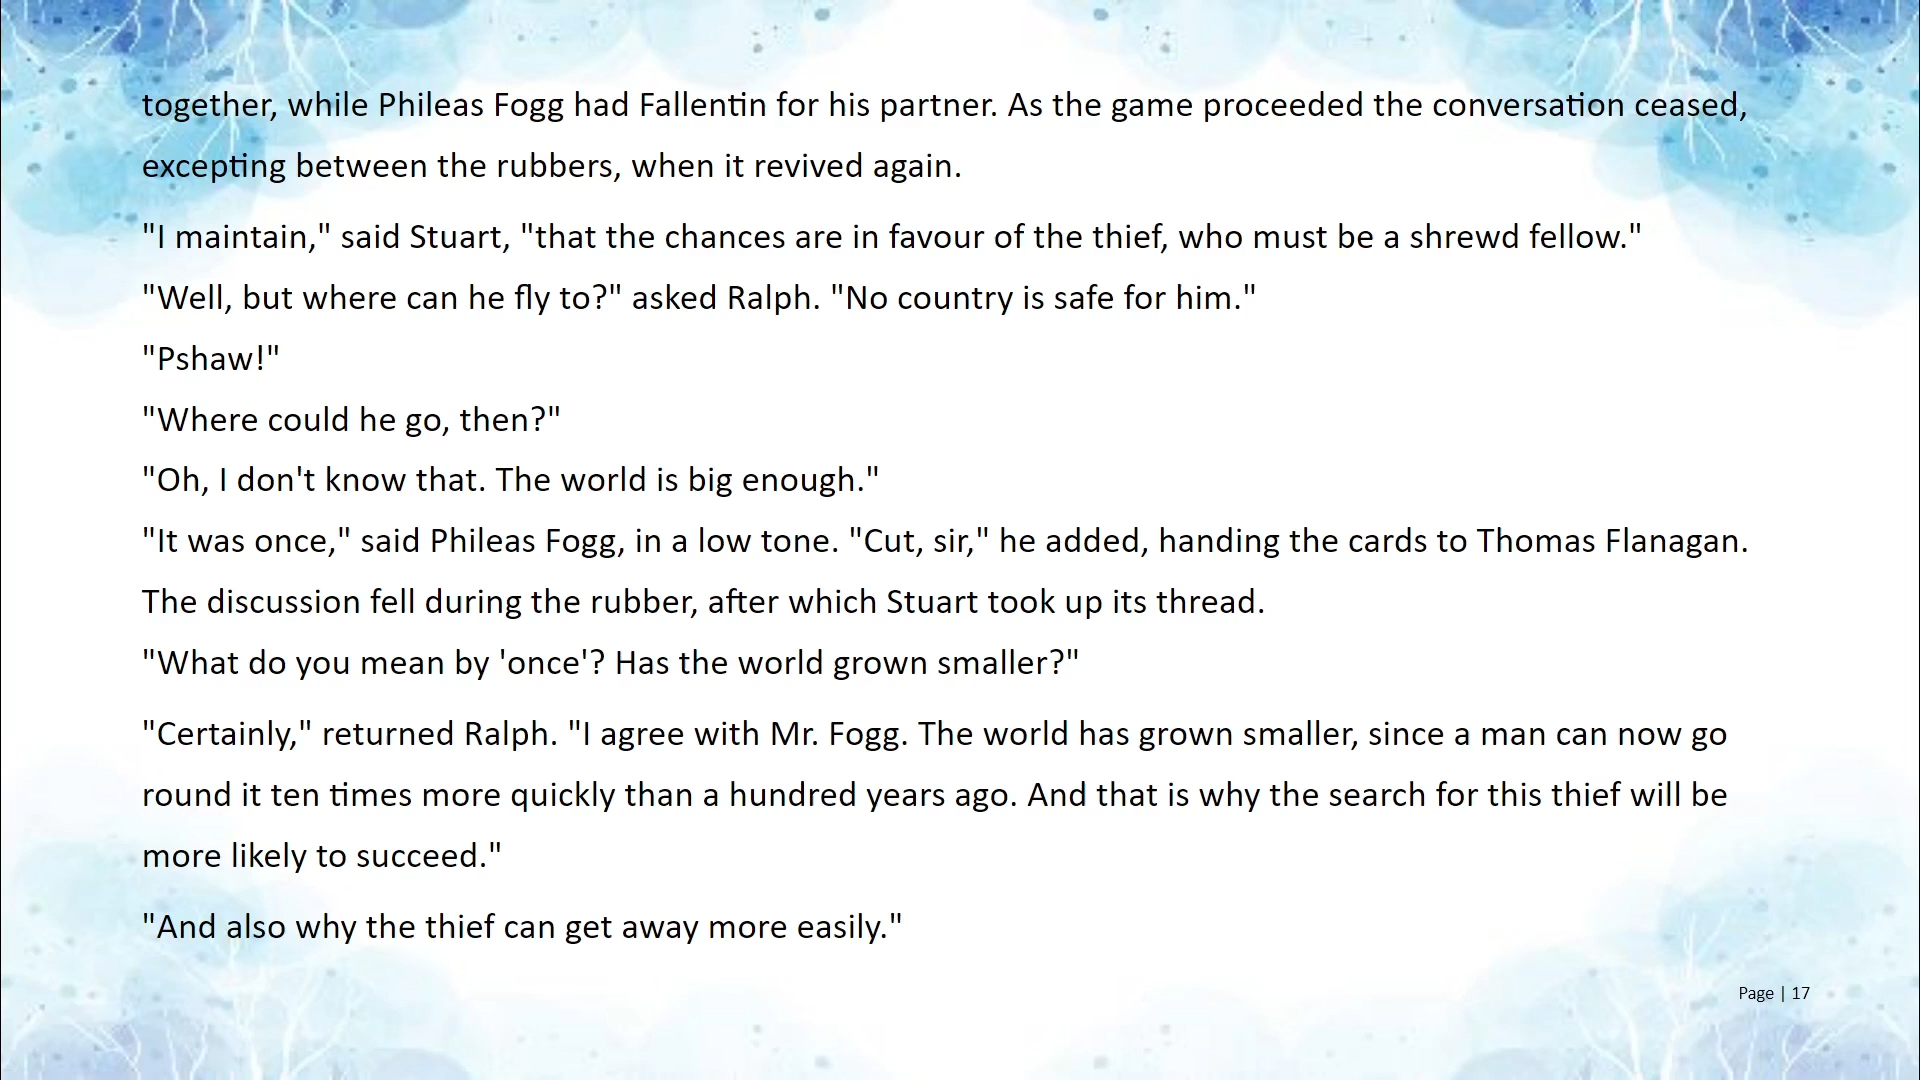 together, while Phileas Fogg had Fallentin for his partner. As the game proceeded the conversation ceased,
excepting between the rubbers, when it revived again.
"I maintain," said Stuart, "that the chances are in favour of the thief, who must be a shrewd fellow."
"Well, but where can he fly to?" asked Ralph. "No country is safe for him."
"Pshaw!"
"Where could he go, then?"
"Oh, I don't know that. The world is big enough."
"It was once," said Phileas Fogg, in a low tone. "Cut, sir," he added, handing the cards to Thomas Flanagan.
The discussion fell during the rubber, after which Stuart took up its thread.
"What do you mean by 'once'? Has the world grown smaller?"
"Certainly," returned Ralph. "I agree with Mr. Fogg. The world has grown smaller, since a man can now go
round it ten times more quickly than a hundred years ago. And that is why the search for this thief will be
more likely to succeed."
"And also why the thief can get away more easily."
Page | 17